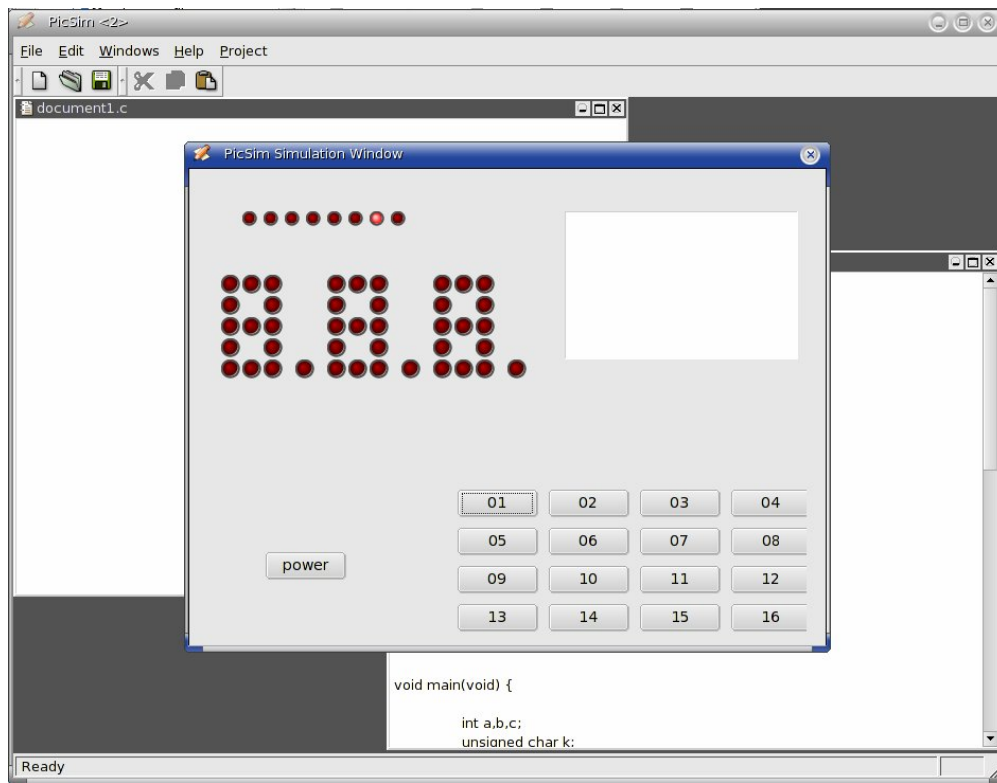 PicSim <2>
File Edit Windows Help Project
document1.c
PicSim Simulation Window
01 02 03 04
05 06 07 08
power
09 10 11 12
13 14 15 16
void main(void) {
int a,b,c;
unsigned char k;
Ready